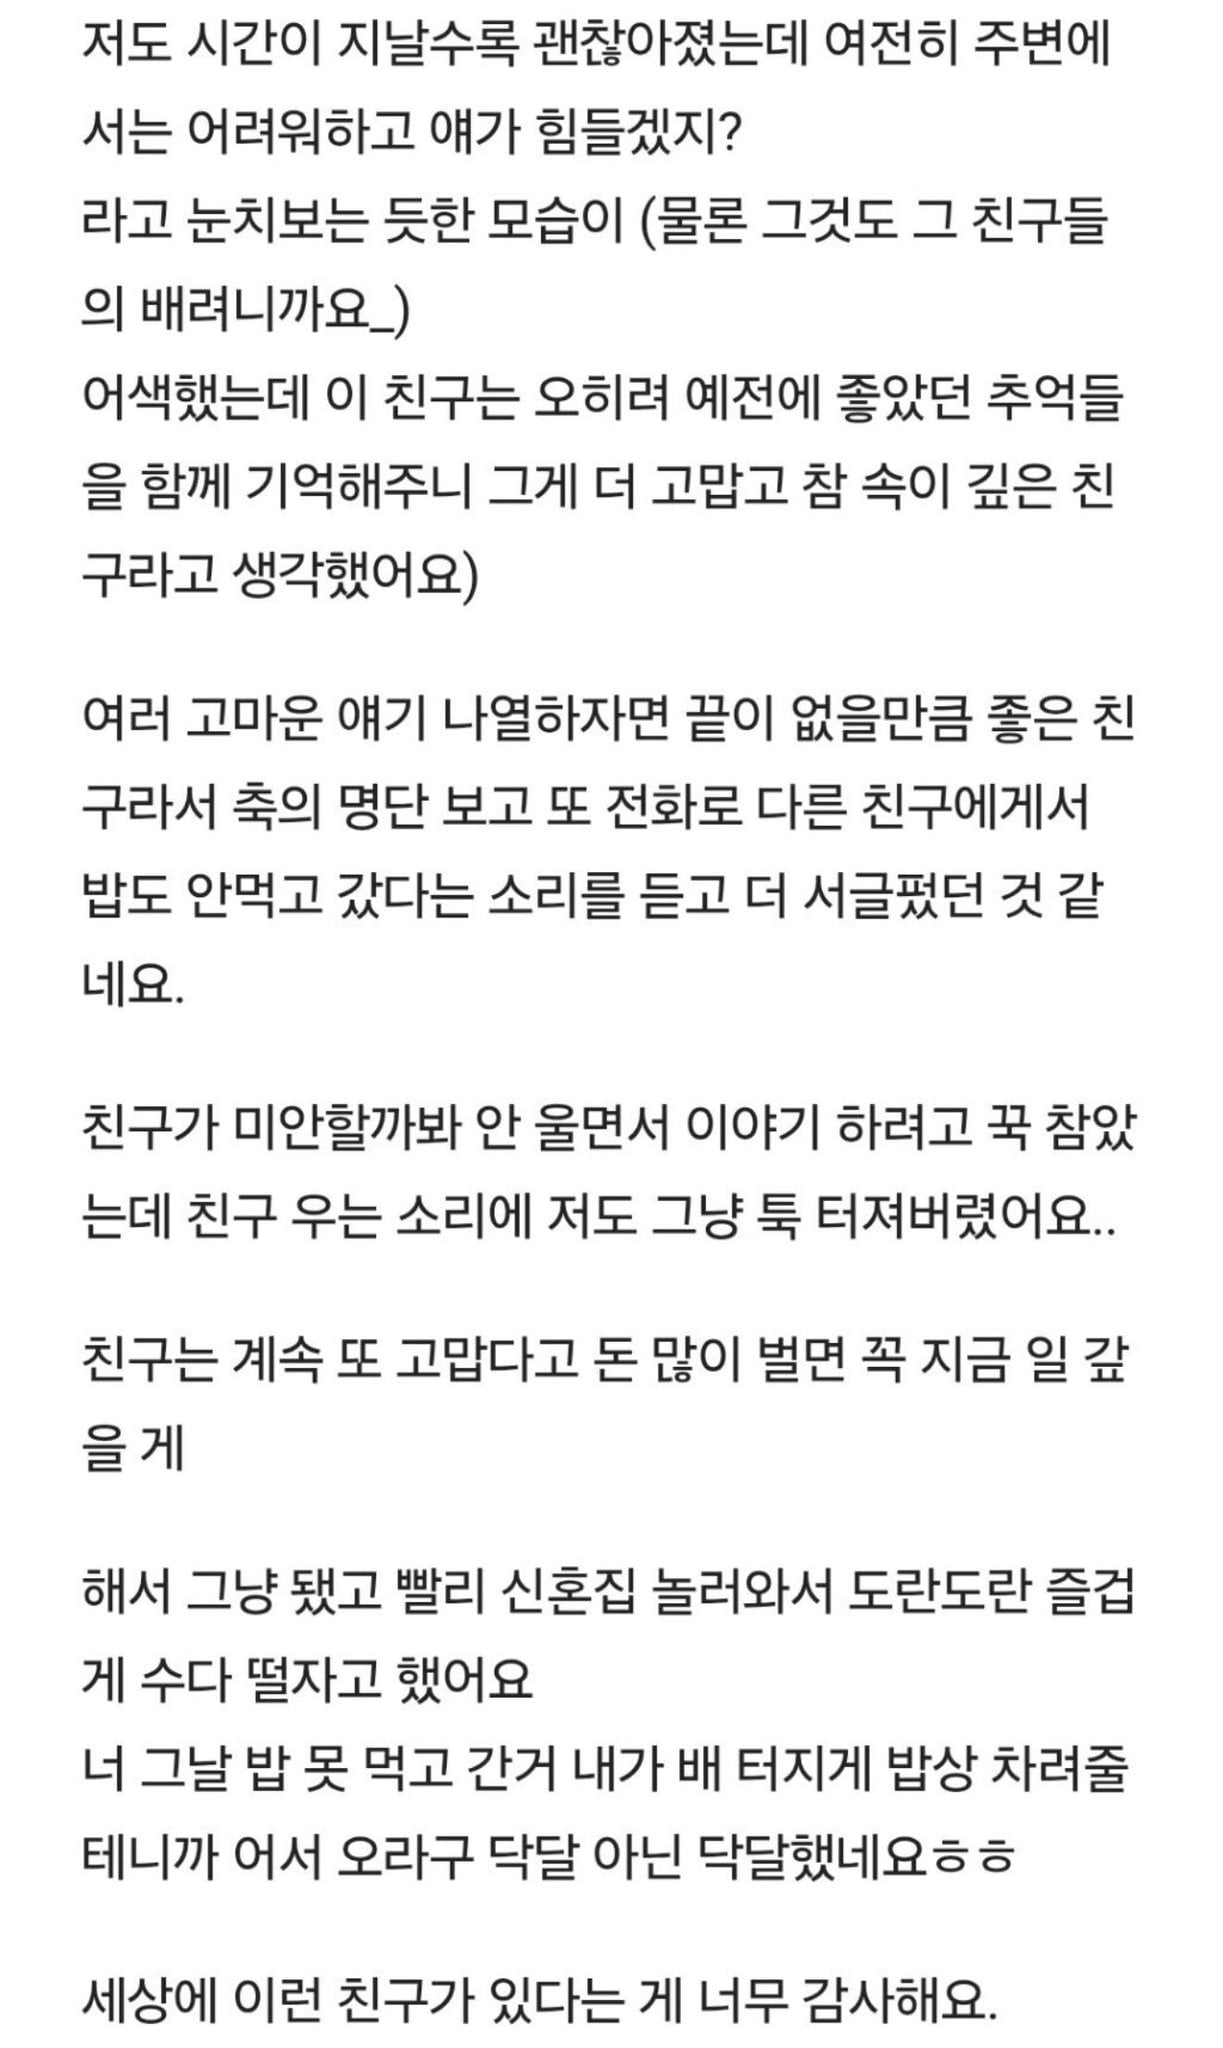 저도 시간이 지날수록 괜찮아졌는데 여전히 주변에
서는 어려워하고 얘가 힘들겠지?
라고 눈치보는 듯한 모습이 (물론 그것도 그 친구들
의 배려니까요_)
어색했는데 이 친구는 오히려 예전에 좋았던 추억들
을 함께 기억해주니 그게 더 고맙고 참 속이 깊은 친
구라고 생각했어요)
여러 고마운 얘기 나열하자면 끝이 없을만큼 좋은 친
구라서 축의 명단 보고 또 전화로 다른 친구에게서
밥도 안먹고 갔다는 소리를 듣고 더 서글펐던 것 같
네요.
친구가 미안할까봐 안 울면서 이야기 하려고 꾹 참았
는데 친구 우는 소리에 저도 그냥 툭 터져버렸어요..
친구는 계속 또 고맙다고 돈 많이 벌면 꼭 지금 일 갚
을 게
해서 그냥 됐고 빨리 신혼집 놀러와서 도란도란 즐겁
게 수다 떨자고 했어요
너 그날 밥 못 먹고 간거 내가 배 터지게 밥상 차려줄
테니까 어서 오라구 닥달 아닌 닥달했네요ㅎㅎ
세상에 이런 친구가 있다는 게 너무 감사해요.